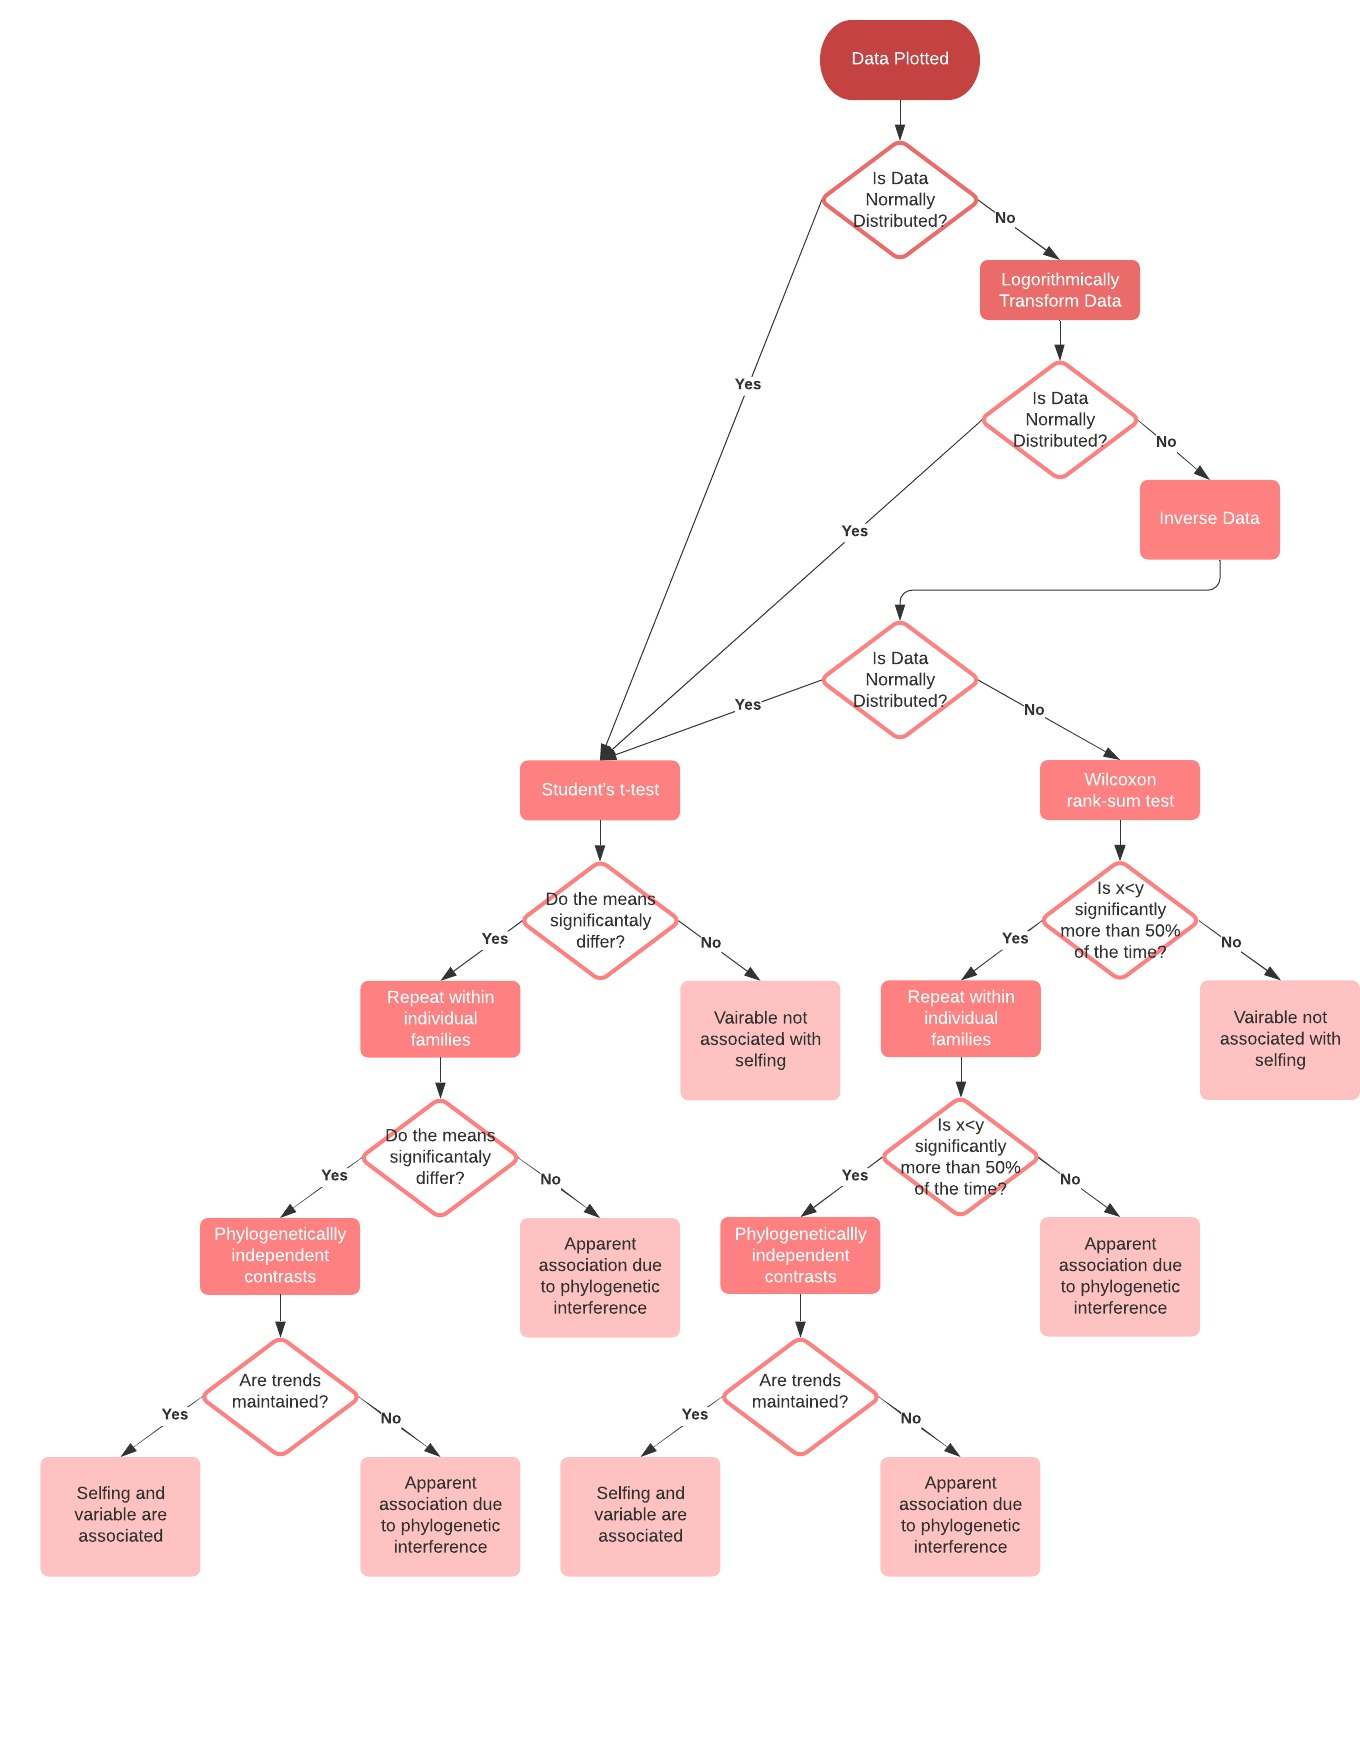 Data Plotted
Is Data
Normally
Distributed?
No
Logorithmically
Transform Data
Yes
Is Data
Normally
Distributed?
No
Inverse Data
Yes
Is Data
Normally
Distributed?
Yes
No
Student's t-test
Wilcoxon
rank-sum test
Do the means
significantaly
differ?
Yes
No
Is x<y
significantly
more than 50%
of the time?
Yes
No
Repeat within
individual
families
Vairable not
associated with
selfing
Repeat within
individual
families
Vairable not
associated with
selfing
Do the means
significantaly
differ?
Yes
No
Is x<y
significantly
more than 50%
of the time?
Yes
No
Phylogeneticallly
independent
contrasts
Apparent
association due
to phylogenetic
interference
Phylogeneticallly
independent
contrasts
Apparent
association due
to phylogenetic
interference
Are trends
maintained?
Yes
No
Are trends
maintained?
Yes
No
Selfing and
variable are
associated
Apparent
association due
to phylogenetic
interference
Selfing and
variable are
associated
Apparent
association due
to phylogenetic
interference